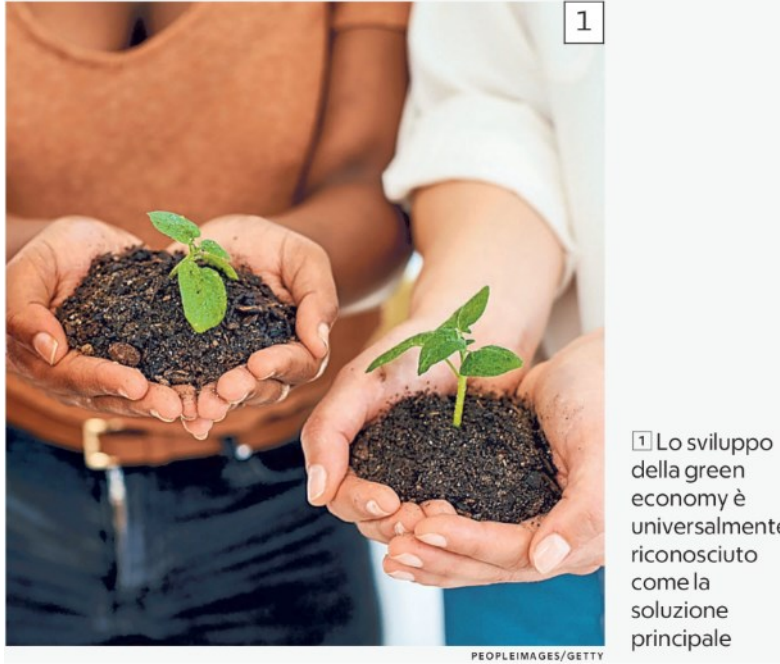 1
PEOPLEIMAGES/GETTY
1 Lo sviluppo
della green
economy è
universalmente
riconosciuto
come la
soluzione
principale